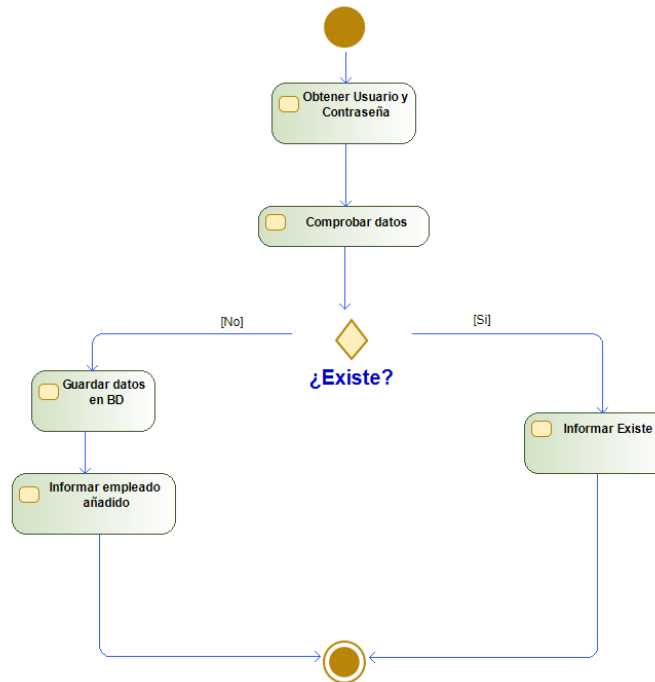 Obtener Usuario y
Contraseña
Comprobar datos
[No]
[Si]
¿Existe?
Guardar datos
en BD
Informar Existe
Informar empleado
añadido